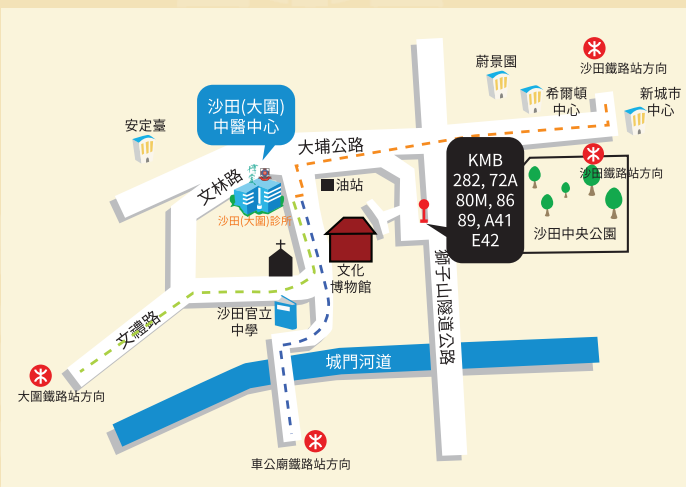 沙田鐵路站方向
蔚景園
希爾頓
中心
新城市
中心
沙田(大圍)
中醫中心
安定臺
大埔公路
文林路
油站
沙田(大圍)診所
KMB
282, 72A
80M, 86
89, A41
E42
沙田鐵路站方向
沙田中央公園
文化
博物館
獅子山隧道公路
沙田官立
中學
文禮路
城門河道
大圍鐵路站方向
車公廟鐵路站方向